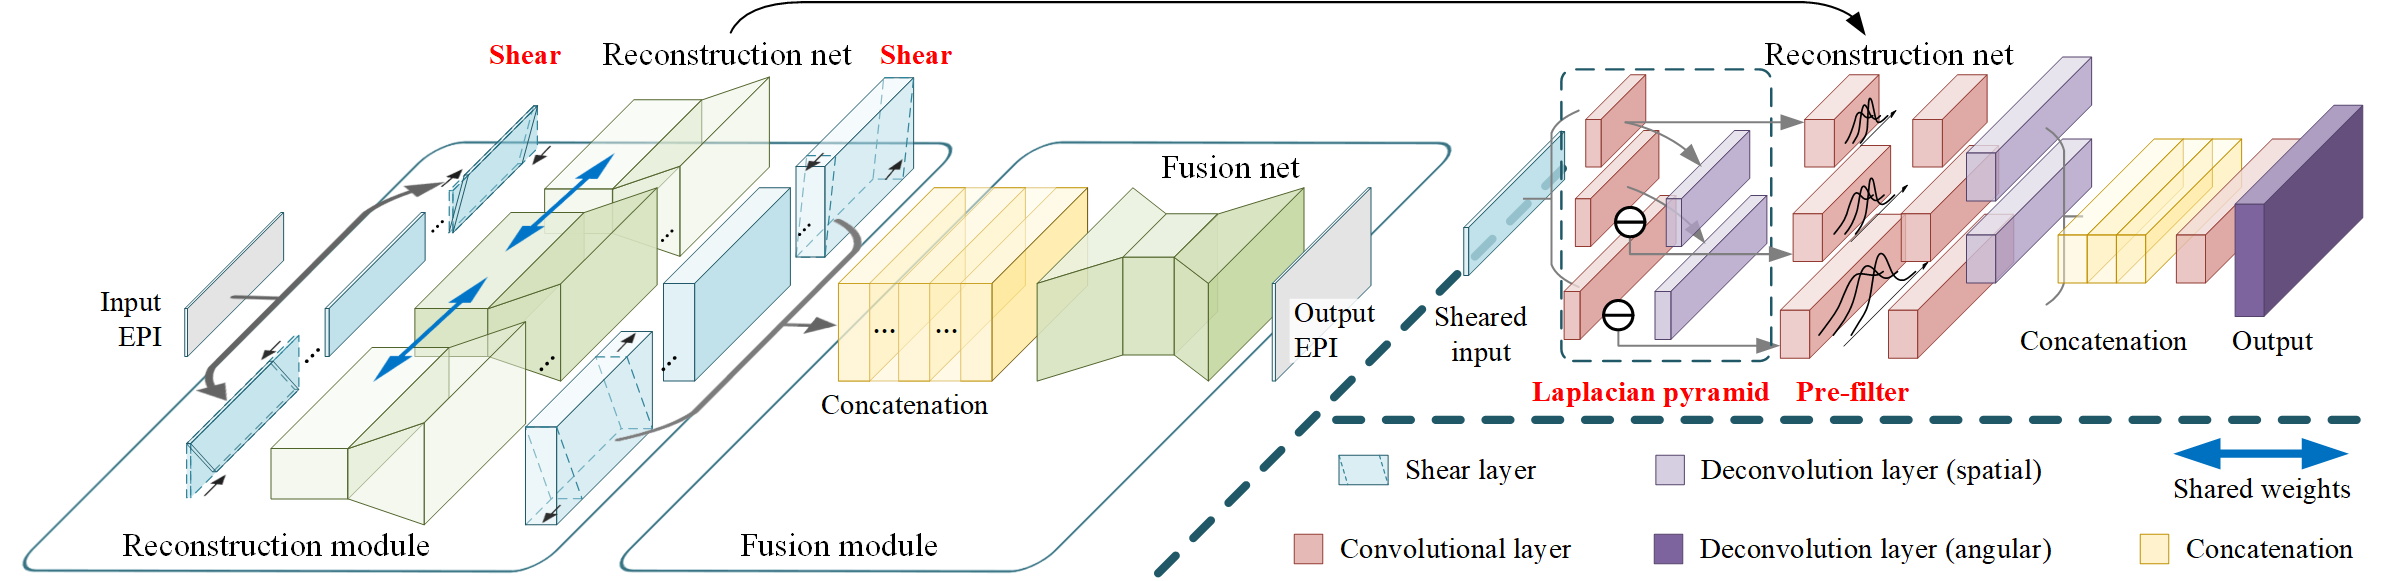 Shear
Reconstruction net
Shear
Input
EPI
Reconstruction module
Concatenation
Fusion net
Output
EPI
Fusion module
Reconstruction net
Sheared
input
Laplacian pyramid
Pre-filter
Concatenation
Output
Shear layer
Deconvolution layer (spatial)
Shared weights
Convolutional layer
Deconvolution layer (angular)
Concatenation